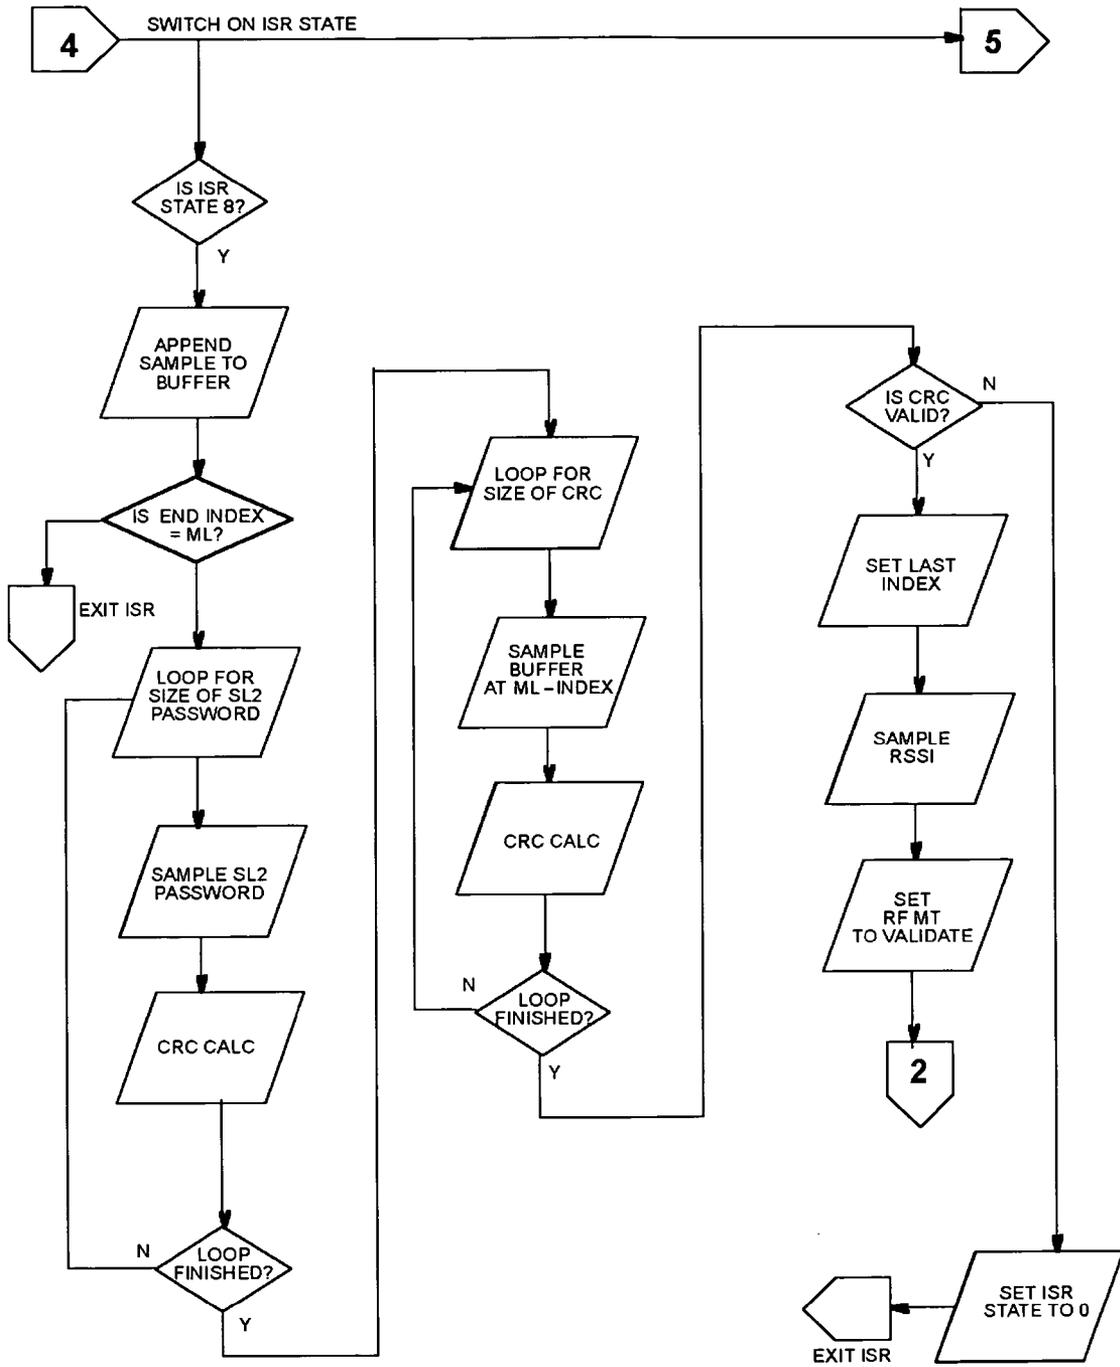 4
SWITCH ON ISR STATE
5
IS ISR
STATE 8?
Y
APPEND
SAMPLE TO
BUFFER
IS END INDEX
= ML?
EXIT ISR
LOOP FOR
SIZE OF SL2
PASSWORD
SAMPLE SL2
PASSWORD
CRC CALC
N
LOOP
FINISHED?
Y
LOOP FOR
SIZE OF CRC
SAMPLE
BUFFER
AT ML-INDEX
CRC CALC
N
LOOP
FINISHED?
Y
IS CRC
VALID?
N
Y
SET LAST
INDEX
SAMPLE
RSSI
SET
RF MT
TO VALIDATE
2
SET ISR
STATE TO 0
EXIT ISR